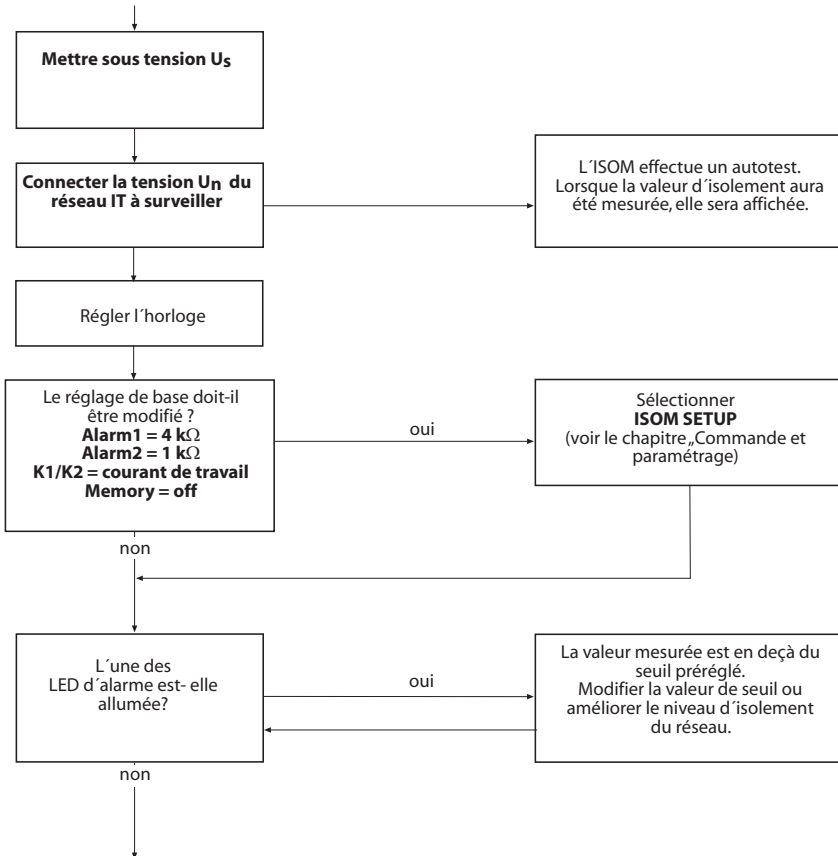 Mettre sous tension Us
Connecter la tension Un du
réseau IT à surveiller
L´ISOM effectue un autotest.
Lorsque la valeur d´isolement aura
été mesurée, elle sera affichée.
Régler l´horloge
Le réglage de base doit-il
être modifié ?
Alarm1 = 4 kΩ
Alarm2 = 1 kΩ
K1/K2 = courant de travail
Memory = off
oui
Sélectionner
ISOM SETUP
(voir le chapitre „Commande et
paramétrage)
non
L´une des
LED d´alarme est- elle
allumée?
oui
La valeur mesurée est en deçà du
seuil préréglé.
Modifier la valeur de seuil ou
améliorer le niveau d´isolement
du réseau.
non